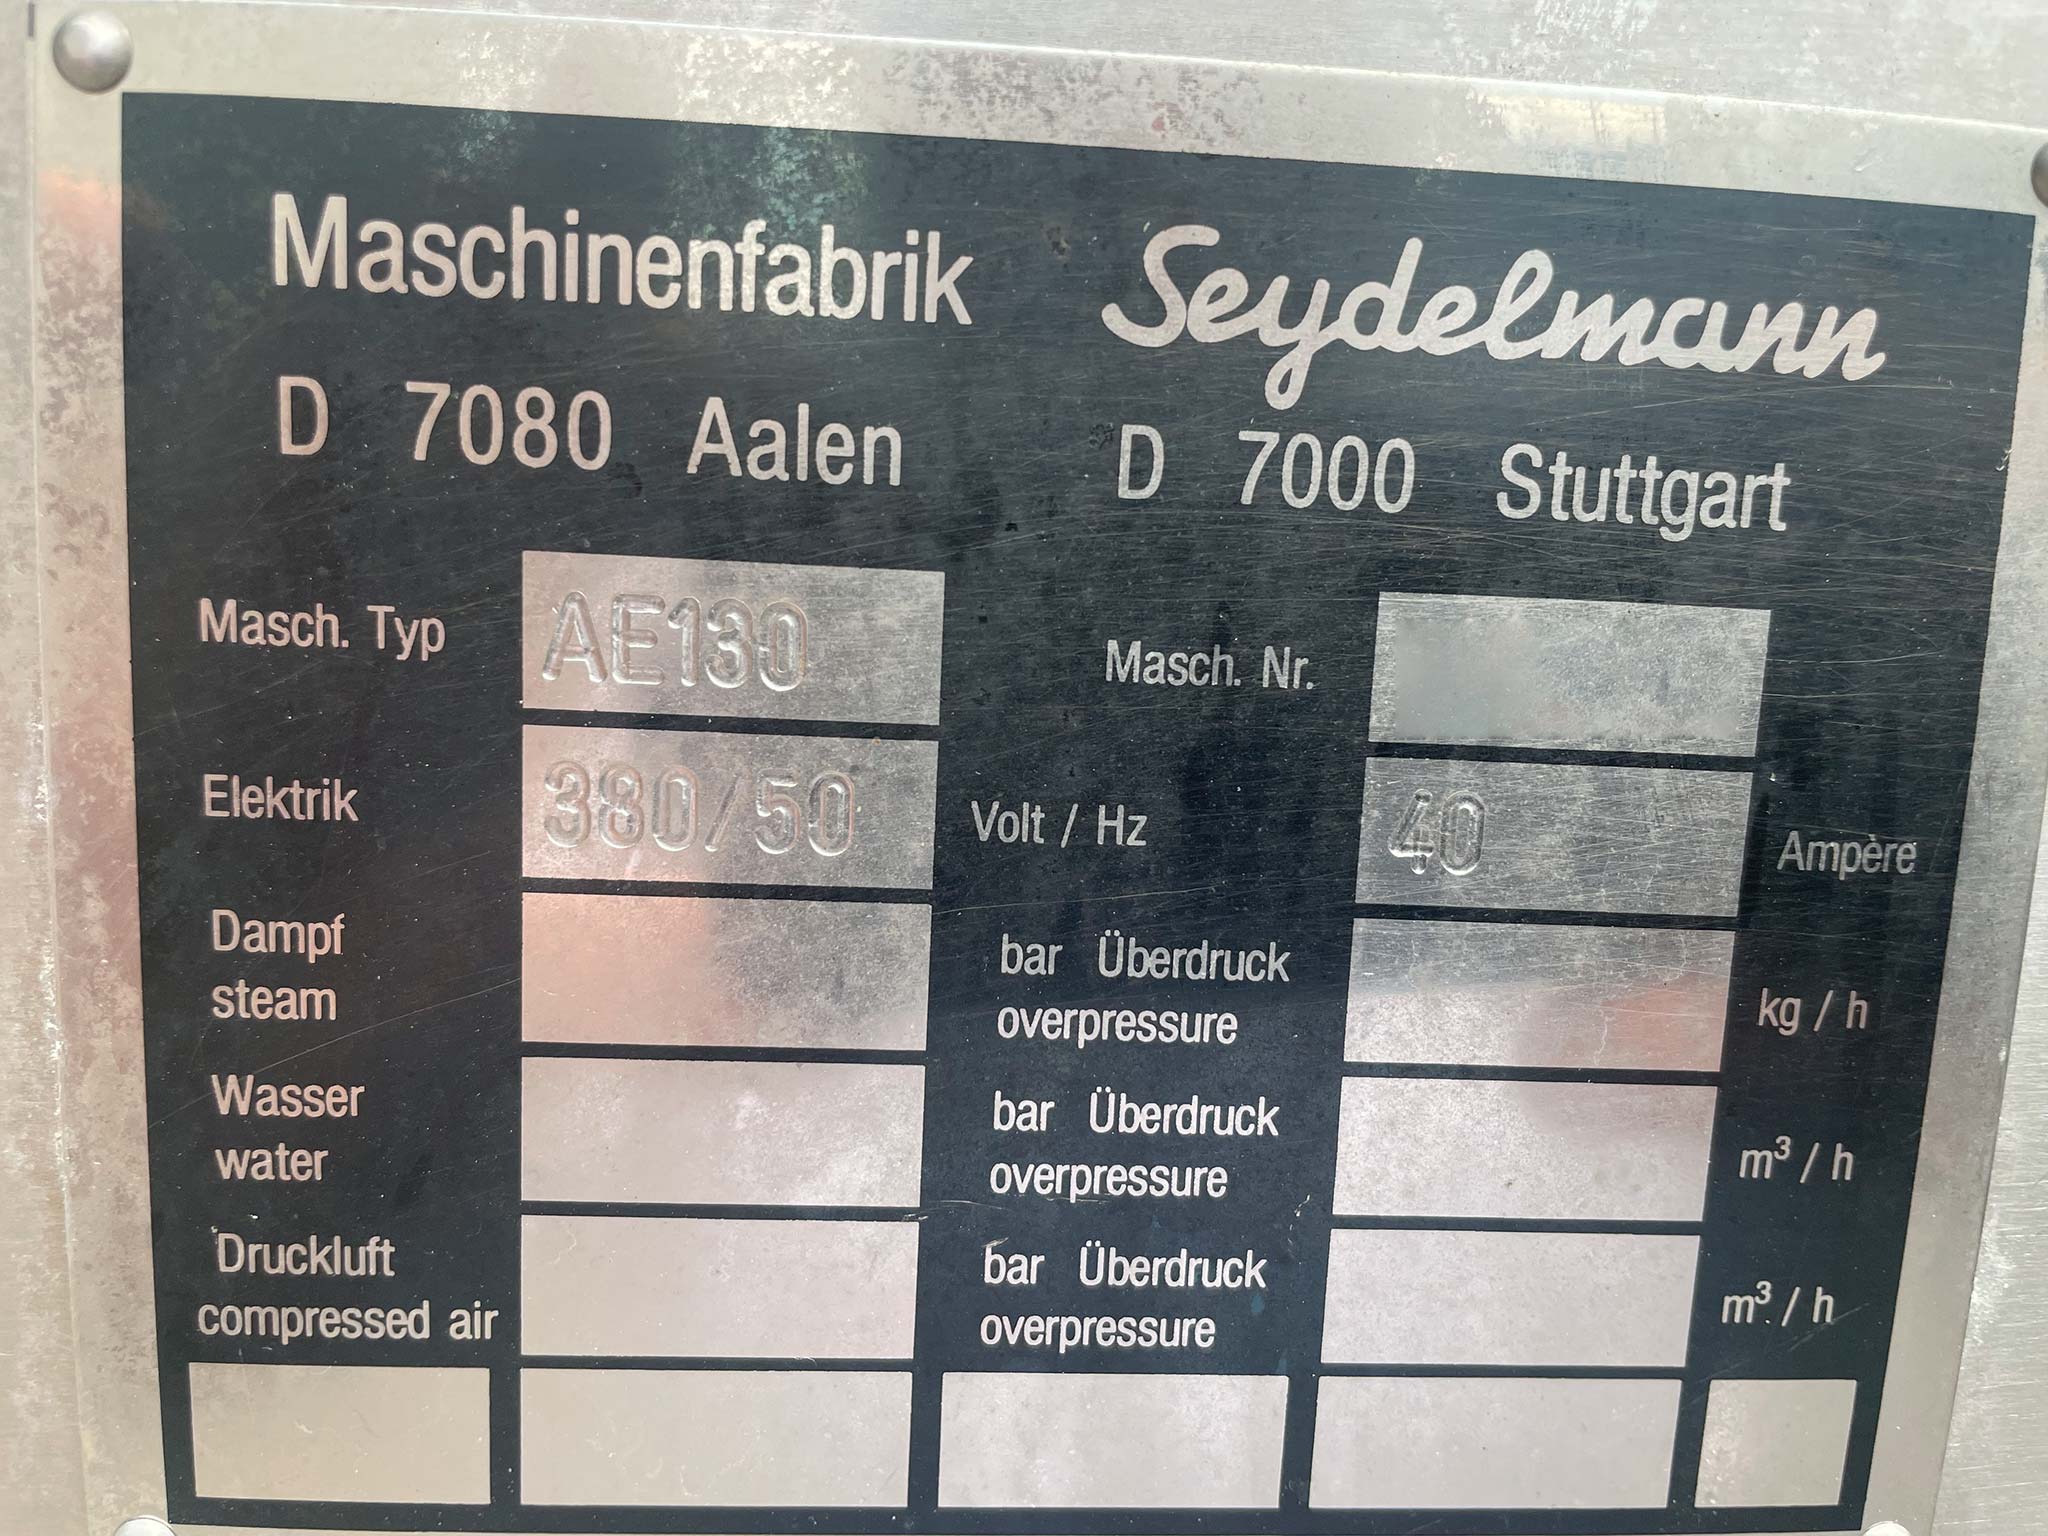 Maschinenfabrik Seydelmann
D 7080 Aalen D 7000 Stuttgart
Masch. Typ AE130 Masch. Nr.
Elektrik 380/50 Volt / Hz 40 Ampère
Dampf bar Überdruck
steam overpressure kg / h
Wasser bar Überdruck
water overpressure m³ / h
Druckluft bar Überdruck
compressed air overpressure m³ / h